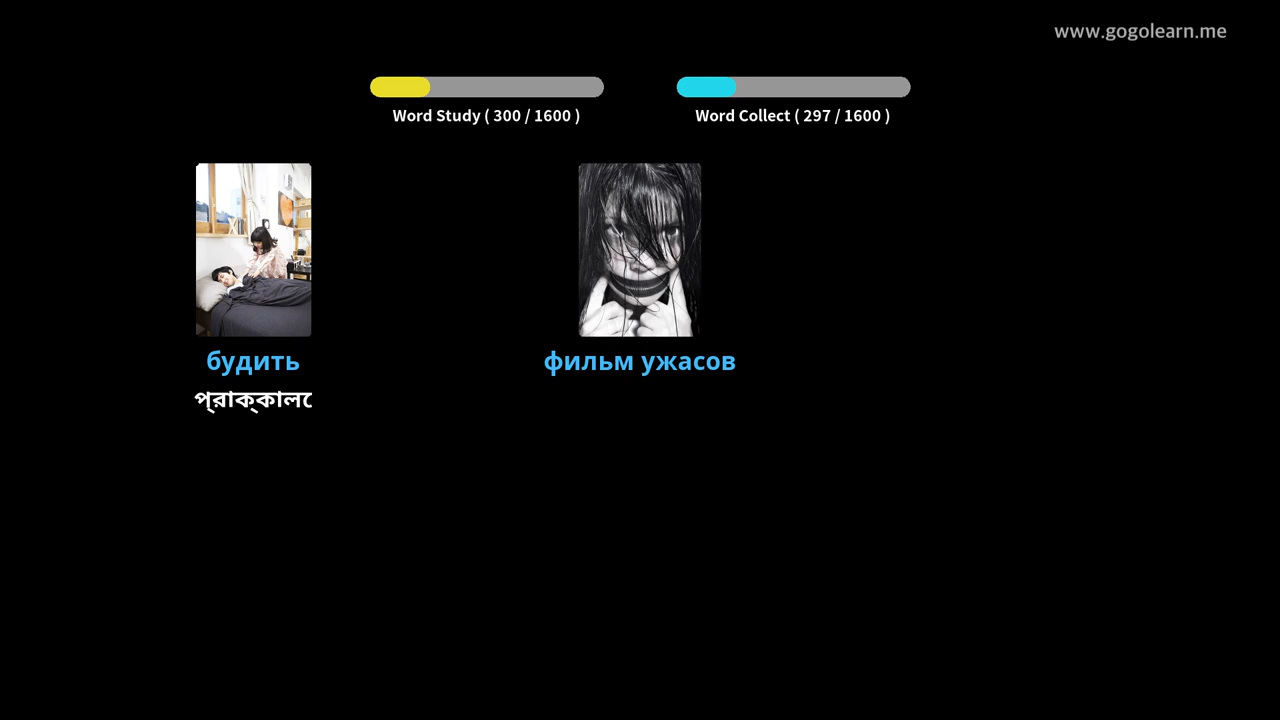 www.gogolearn.me
Word Study ( 300 / 1600 )
Word Collect ( 297 / 1600 )
будить
фильм ужасов
প্রাক্কালে